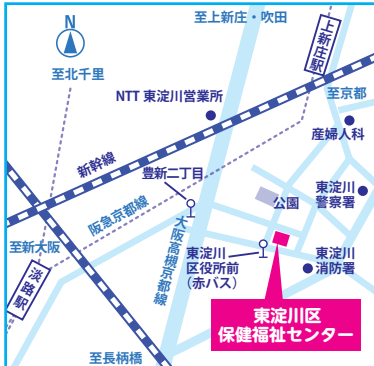 N
至上新庄・吹田
上新庄駅
至北千里
至京都
NTT 東淀川営業所
産婦人科
新幹線
豊新二丁目
阪急京都線
公園
東淀川
警察署
至新大阪
大阪高槻京都線
東淀川
区役所前
(赤バス)
東淀川
消防署
淡路駅
東淀川区
保健福祉センター
至長柄橋